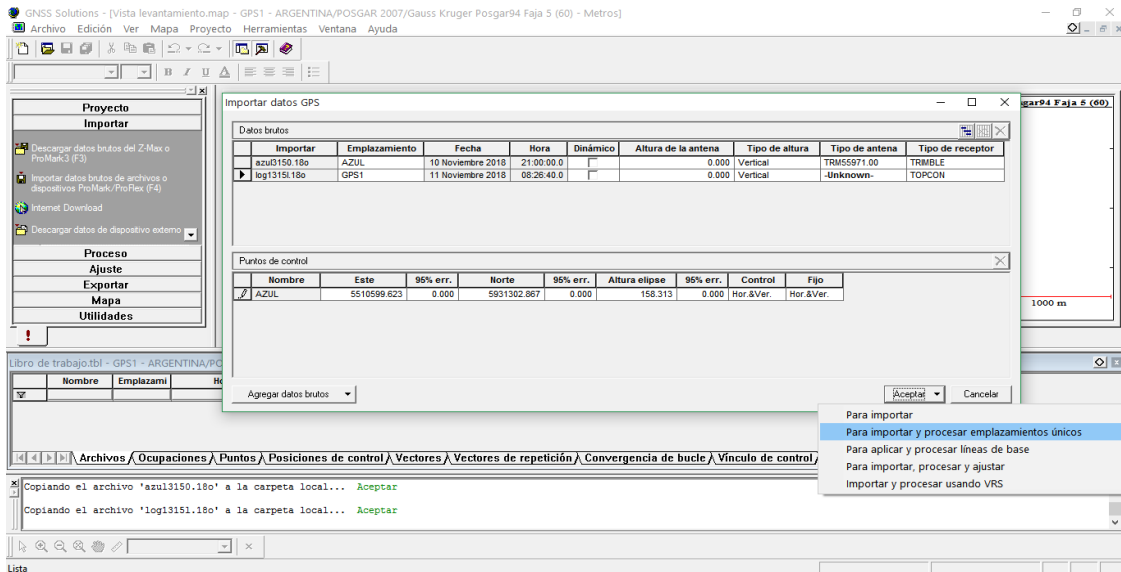 GNSS Solutions - [Vista levantamiento.map - GPS1 - ARGENTINA/POSGAR 2007/Gauss Kruger Posgar94 Faja 5 (60) - Metros]
Archivo Edición Ver Mapa Proyecto Herramientas Ventana Ayuda
B I U A
Proyecto
Importar
Descargar datos brutos del Z-Max o
ProMark3 (F3)
Importar datos brutos de archivos o
dispositivos ProMark/ProFlex (F4)
Internet Download
Descargar datos de dispositivo externo
Proceso
Ajuste
Exportar
Mapa
Utilidades
sgar94 Faja 5 (60)
1000 m
Importar datos GPS
Datos brutos
Importar Emplazamiento Fecha Hora Dinámico Altura de la antena Tipo de altura Tipo de antena Tipo de receptor
azul3150.18o AZUL 10 Noviembre 2018 21:00:00.0 0.000 Vertical TRM55971.00 TRIMBLE
log1315l.18o GPS1 11 Noviembre 2018 08:26:40.0 0.000 Vertical -Unknown- TOPCON
Puntos de control
Nombre Este 95% err. Norte 95% err. Altura elipse 95% err. Control Fijo
AZUL 5510599.623 0.000 5931302.867 0.000 158.313 0.000 Hor.&Ver. Hor.&Ver.
Agregar datos brutos Aceptar Cancelar
Para importar
Para importar y procesar emplazamientos únicos
Para aplicar y procesar líneas de base
Para importar, procesar y ajustar
Importar y procesar usando VRS
Libro de trabajo.tbl - GPS1 - ARGENTINA/PO
Nombre Emplazami Ho
Archivos Ocupaciones Puntos Posiciones de control Vectores Vectores de repetición Convergencia de bucle Vínculo de control
Copiando el archivo 'azul3150.18o' a la carpeta local... Aceptar
Copiando el archivo 'log1315l.18o' a la carpeta local... Aceptar
Lista